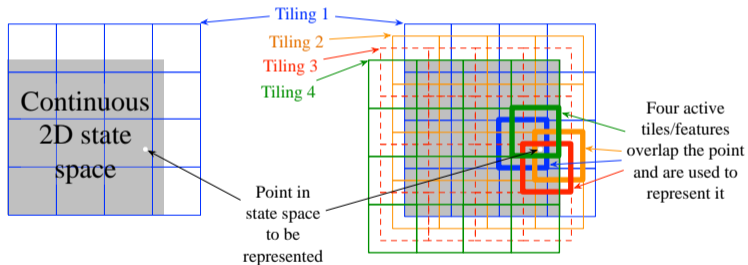 Tiling 1
Tiling 2
Tiling 3
Tiling 4
Continuous
2D state
space
Point in
state space
to be
represented
Four active
tiles/features
overlap the point
and are used to
represent it